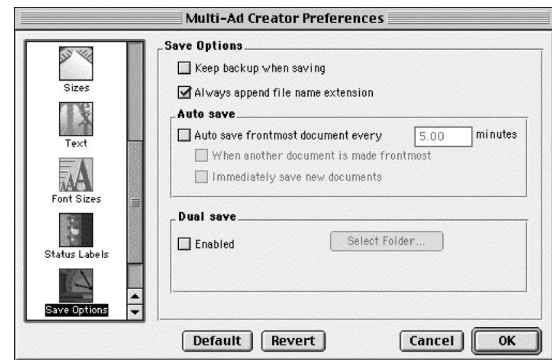 Multi-Ad Creator Preferences
Sizes
Text
Font Sizes
Status Labels
Save Options
Save Options
Keep backup when saving
Always append file name extension
Auto save
Auto save frontmost document every 5.00 minutes
When another document is made frontmost
Immediately save new documents
Dual save
Enabled Select Folder...
Default Revert Cancel OK